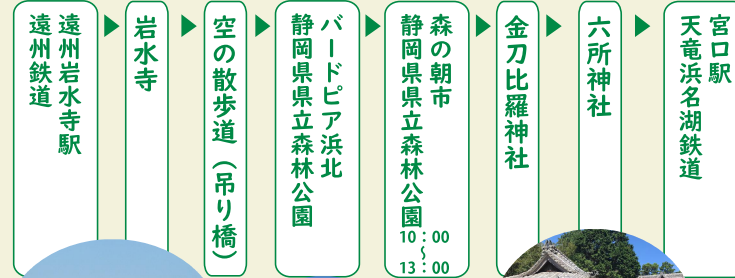 遠州岩水寺駅
遠州鉄道
岩水寺
空の散歩道（吊り橋）
バードピア浜北
静岡県県立森林公園
森の朝市
静岡県県立森林公園
10：00
〜
13：00
金刀比羅神社
六所神社
宮口駅
天竜浜名湖鉄道